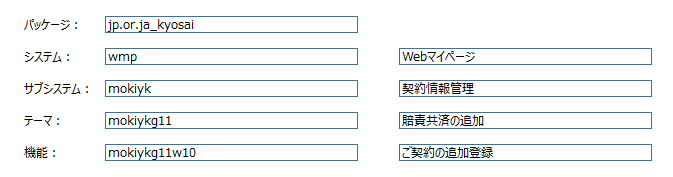 パッケージ： jp.or.ja_kyosai
システム： wmp Webマイページ
サブシステム： mokiyk 契約情報管理
テーマ： mokiykg11 賠責共済の追加
機能： mokiykg11w10 ご契約の追加登録